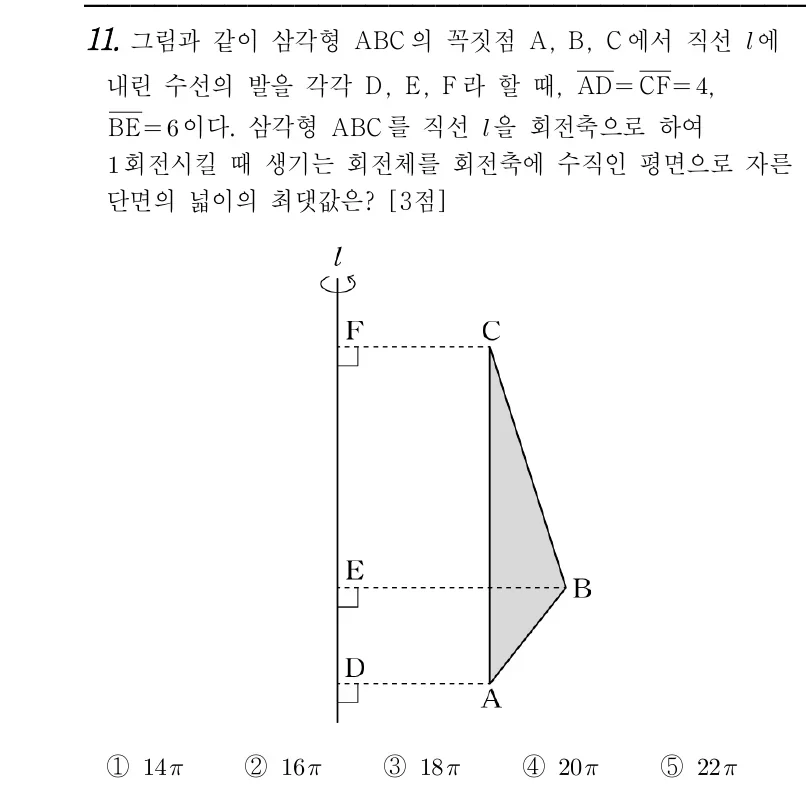 11. 그림과 같이 삼각형 ABC의 꼭짓점 A, B, C에서 직선 l에
내린 수선의 발을 각각 D, E, F라 할 때, A̅D̅=C̅F̅=4,
B̅E̅=6이다. 삼각형 ABC를 직선 l을 회전축으로 하여
1회전시킬 때 생기는 회전체를 회전축에 수직인 평면으로 자른
단면의 넓이의 최댓값은? [3점]
l
F C
E B
D
A
① 14π ② 16π ③ 18π ④ 20π ⑤ 22π